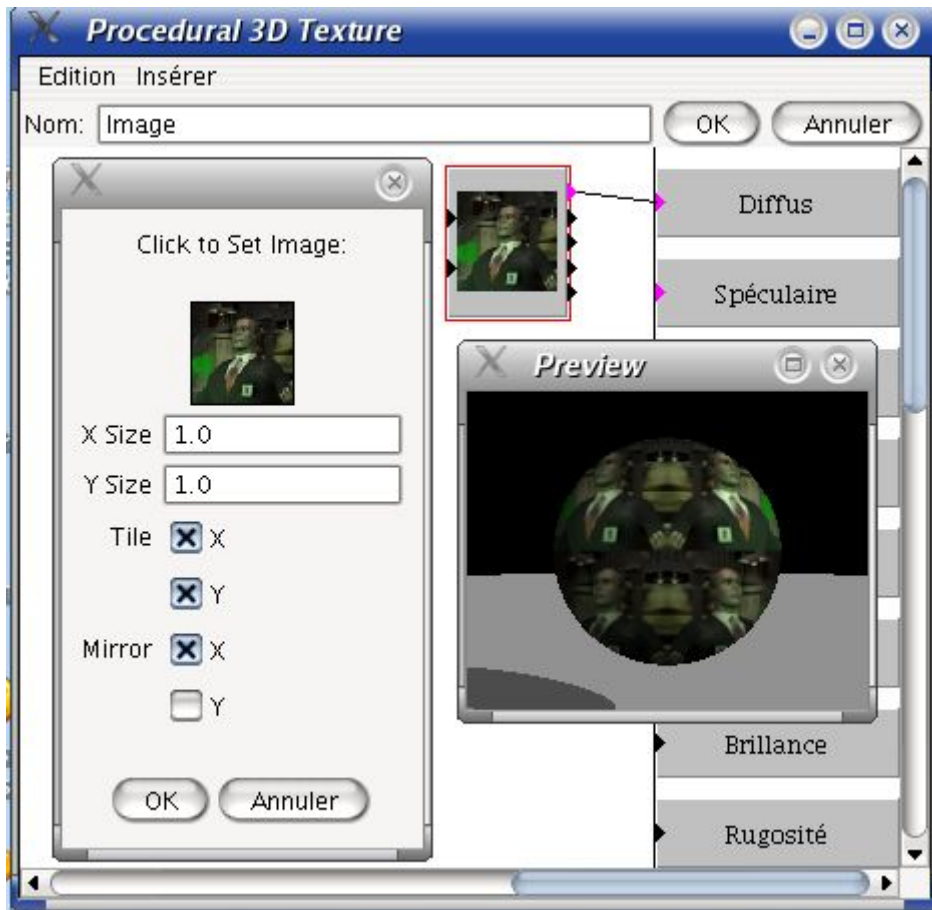 Procedural 3D Texture
Edition Insérer
Nom: Image OK Annuler
Click to Set Image:
X Size 1.0
Y Size 1.0
Tile X
Y
Mirror X
Y
OK Annuler
Preview
Diffus
Spéculaire
Brillance
Rugosité